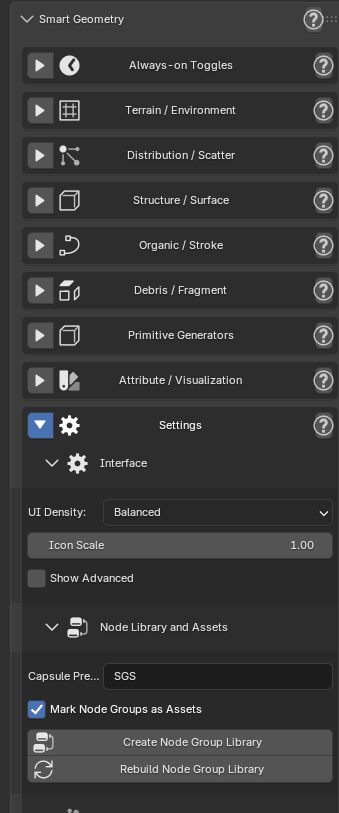 Smart Geometry
Always-on Toggles
Terrain / Environment
Distribution / Scatter
Structure / Surface
Organic / Stroke
Debris / Fragment
Primitive Generators
Attribute / Visualization
Settings
Interface
UI Density: Balanced
Icon Scale 1.00
Show Advanced
Node Library and Assets
Capsule Pre... SGS
Mark Node Groups as Assets
Create Node Group Library
Rebuild Node Group Library